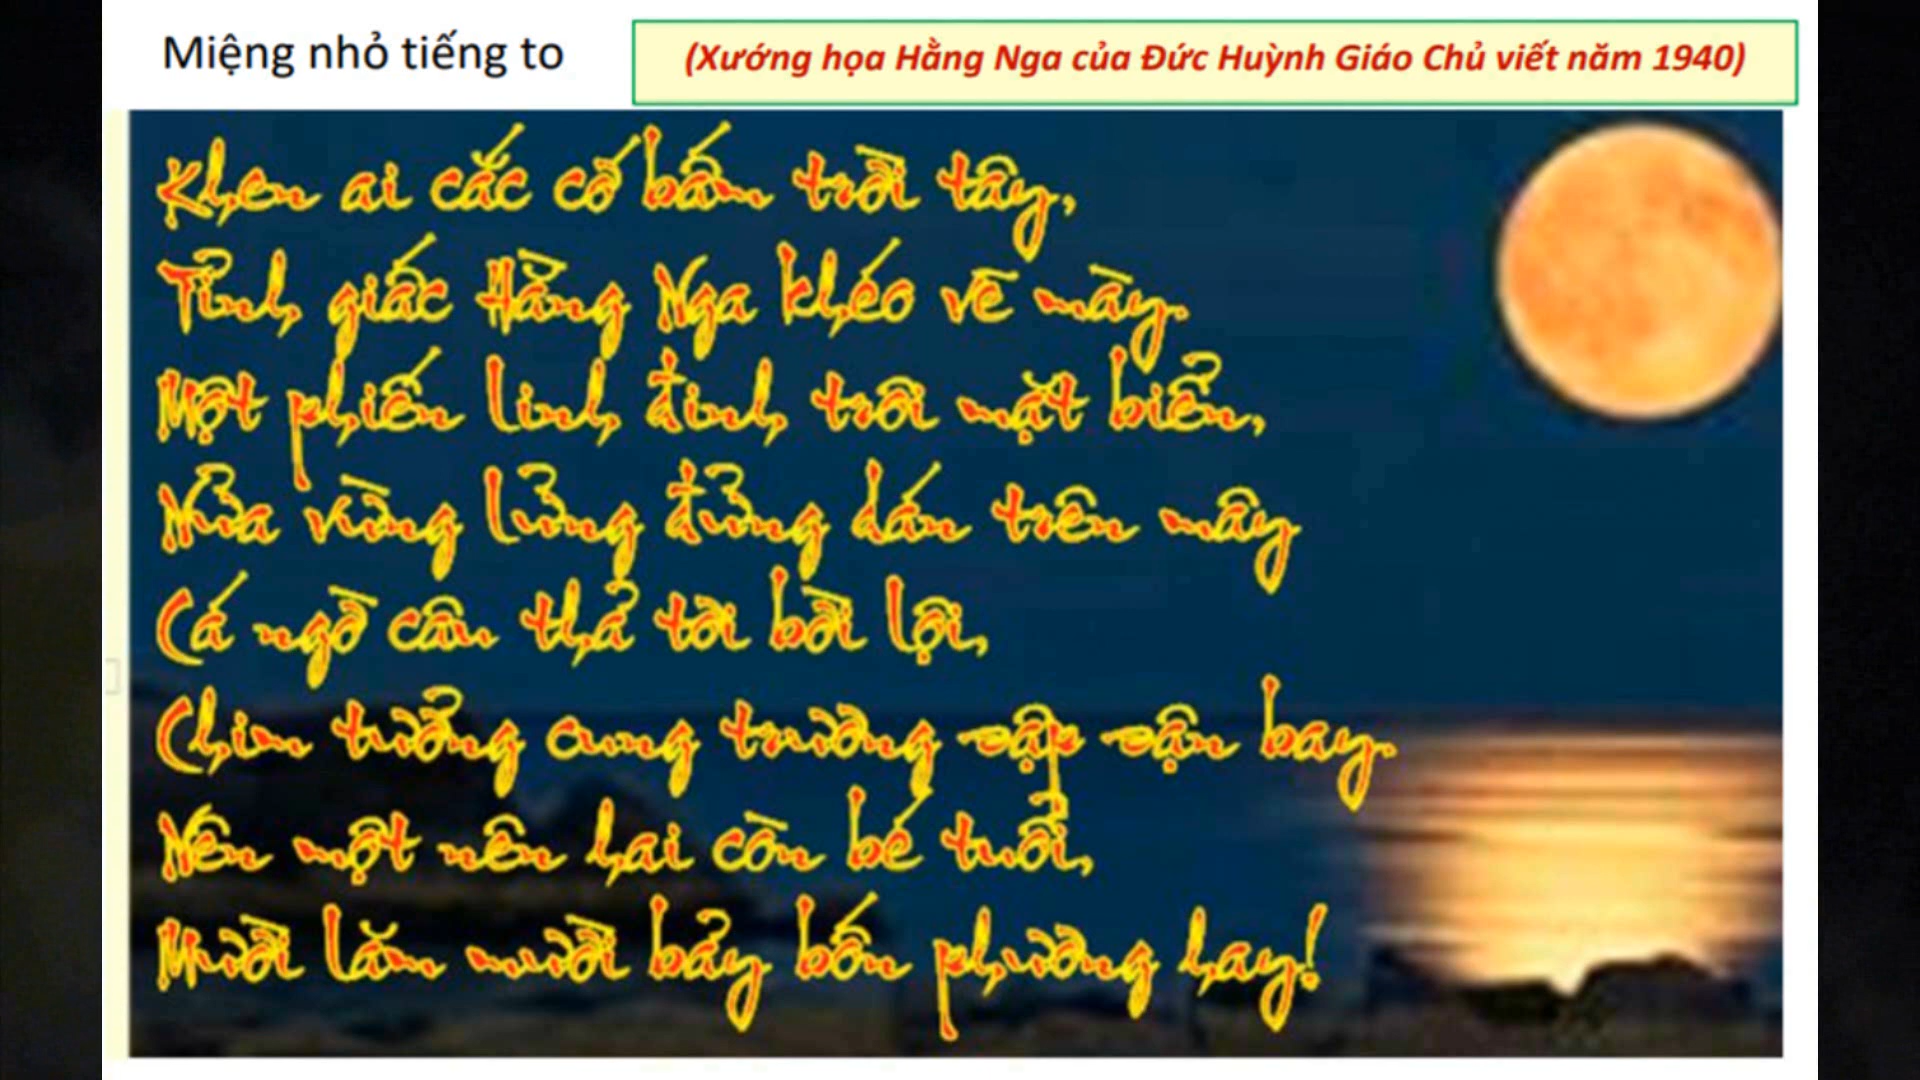 Miệng nhỏ tiếng to
(Xướng họa Hằng Nga của Đức Huỳnh Giáo Chủ viết năm 1940)
Khen ai cắc cớ bấm trời tây,
Tỉnh giấc Hằng Nga khéo vẽ mày.
Một phiến linh đinh trôi mặt biển,
Nửa vừng lửng đửng dán trên mây
Cá ngờ câu thả tời bời lội,
Chim tưởng cung trường sập sận bay.
Nên một nên hai còn bé tuổi,
Mười lăm mười bảy bốn phương hay!